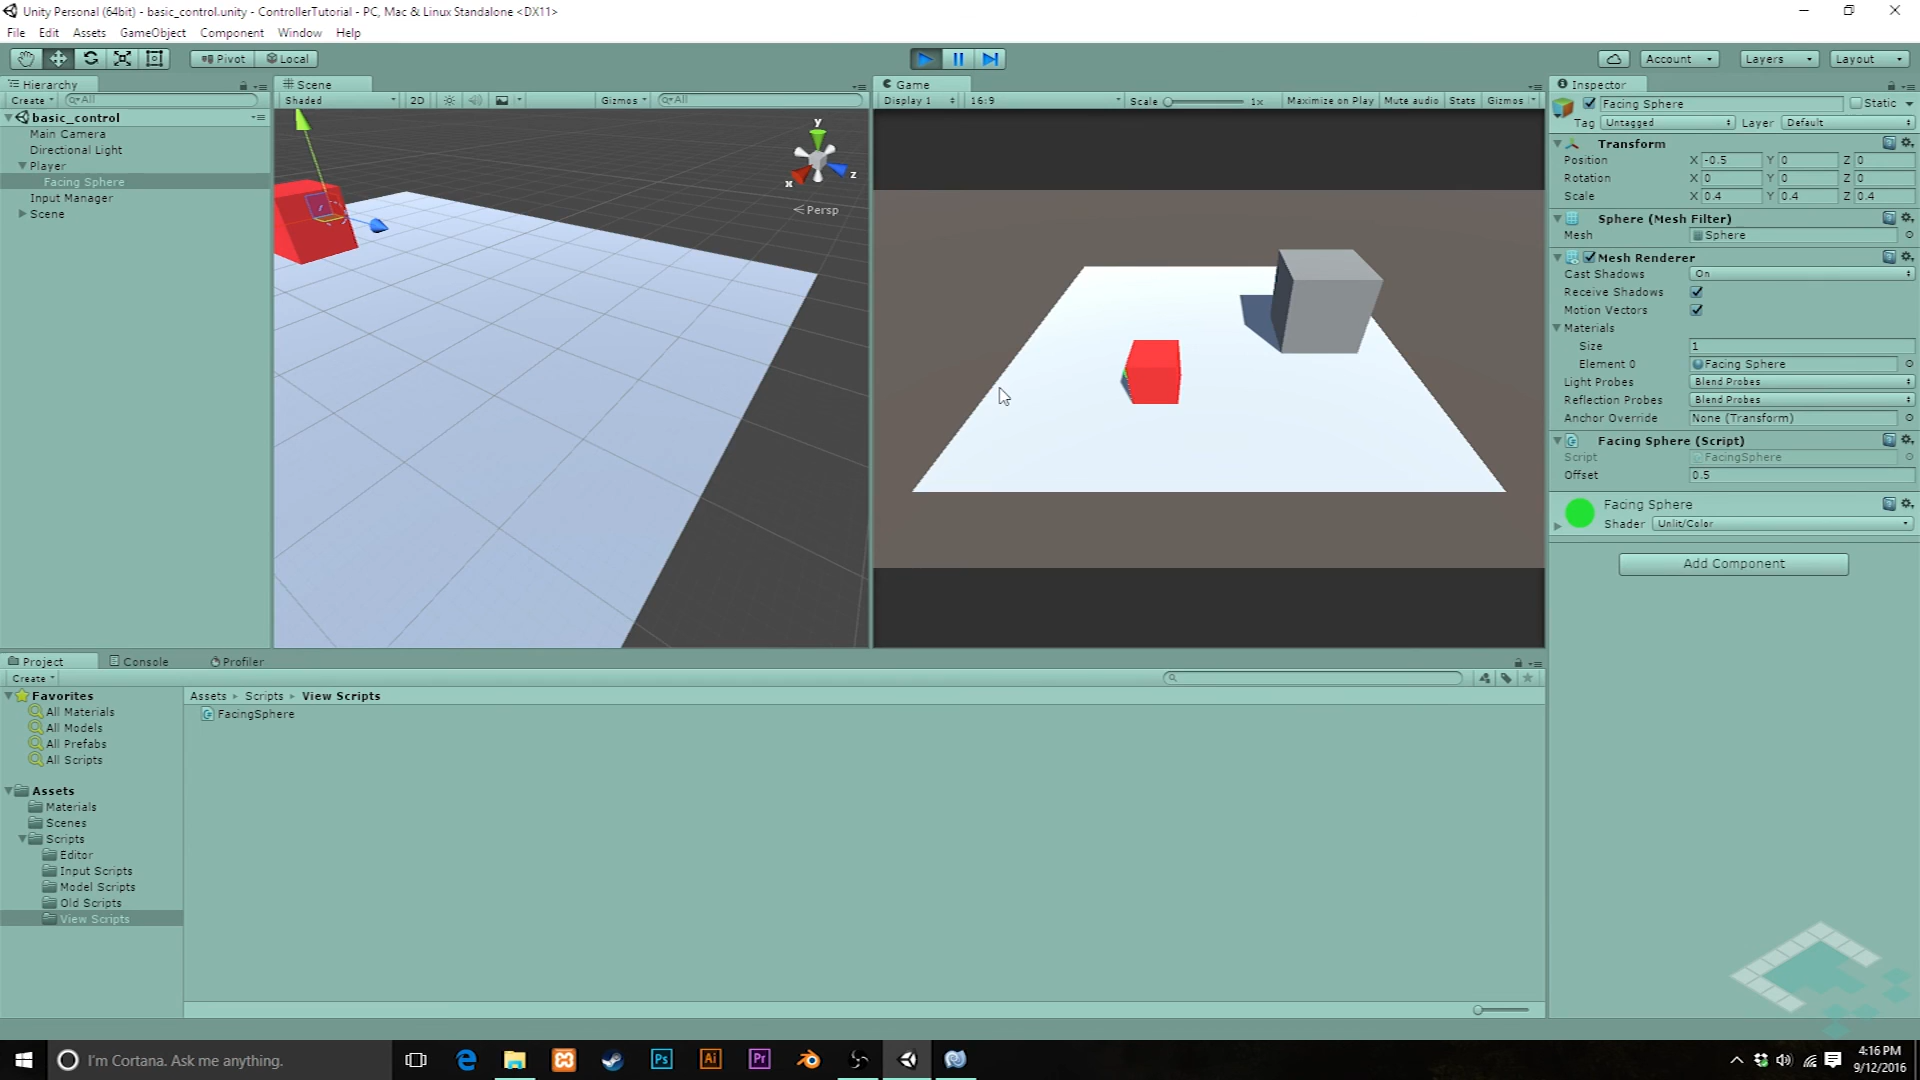 Unity Personal (64bit) - basic_control.unity - ControllerTutorial - PC, Mac & Linux Standalone <DX11>
File Edit Assets GameObject Component Window Help
Pivot Local Account Layers Layout
Hierarchy
Create All
basic_control
Main Camera
Directional Light
Player
Facing Sphere
Input Manager
Scene
Scene
Shaded 2D Gizmos All
y
x
z
Persp
Game
Display 1 16:9 Scale 1x Maximize on Play Mute audio Stats Gizmos
Inspector
Facing Sphere Static
Tag Untagged Layer Default
Transform
Position X -0.5 Y 0 Z 0
Rotation X 0 Y 0 Z 0
Scale X 0.4 Y 0.4 Z 0.4
Sphere (Mesh Filter)
Mesh Sphere
Mesh Renderer
Cast Shadows On
Receive Shadows
Motion Vectors
Materials
Size 1
Element 0 Facing Sphere
Light Probes Blend Probes
Reflection Probes Blend Probes
Anchor Override None (Transform)
Facing Sphere (Script)
Script FacingSphere
Offset 0.5
Facing Sphere
Shader Unlit/Color
Add Component
Project Console Profiler
Create
Favorites
All Materials
All Models
All Prefabs
All Scripts
Assets
Materials
Scenes
Scripts
Editor
Input Scripts
Model Scripts
Old Scripts
View Scripts
Assets Scripts View Scripts
FacingSphere
I'm Cortana. Ask me anything.
Ps
Ai
Pr
4:16 PM
9/12/2016